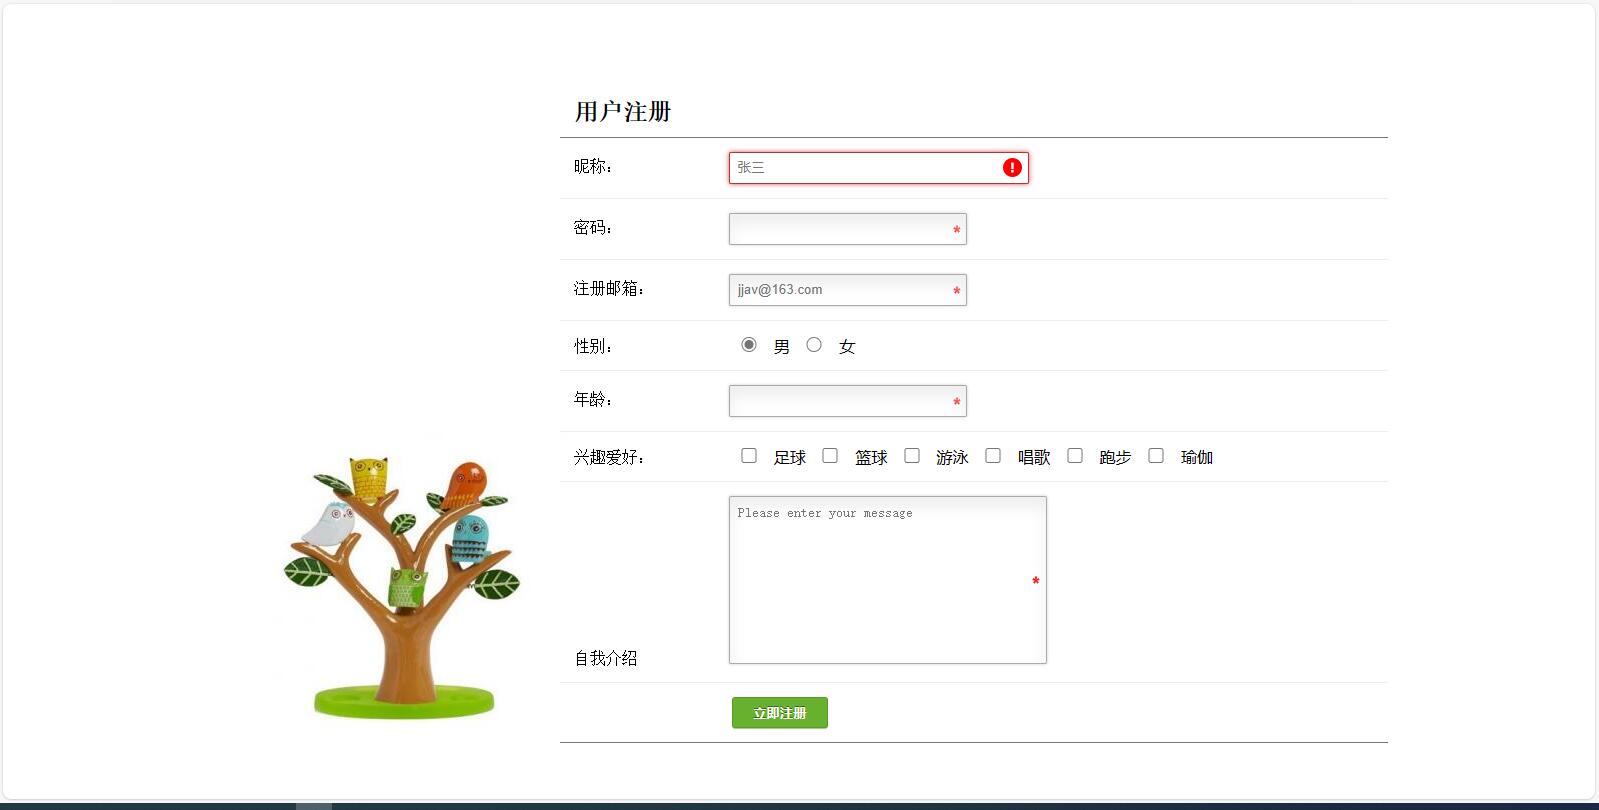 用户注册
昵称：
张三
密码：
*
注册邮箱：
jjav@163.com *
性别：
男 女
年龄：
*
兴趣爱好：
足球 篮球 游泳 唱歌 跑步 瑜伽
Please enter your message
*
自我介绍
立即注册